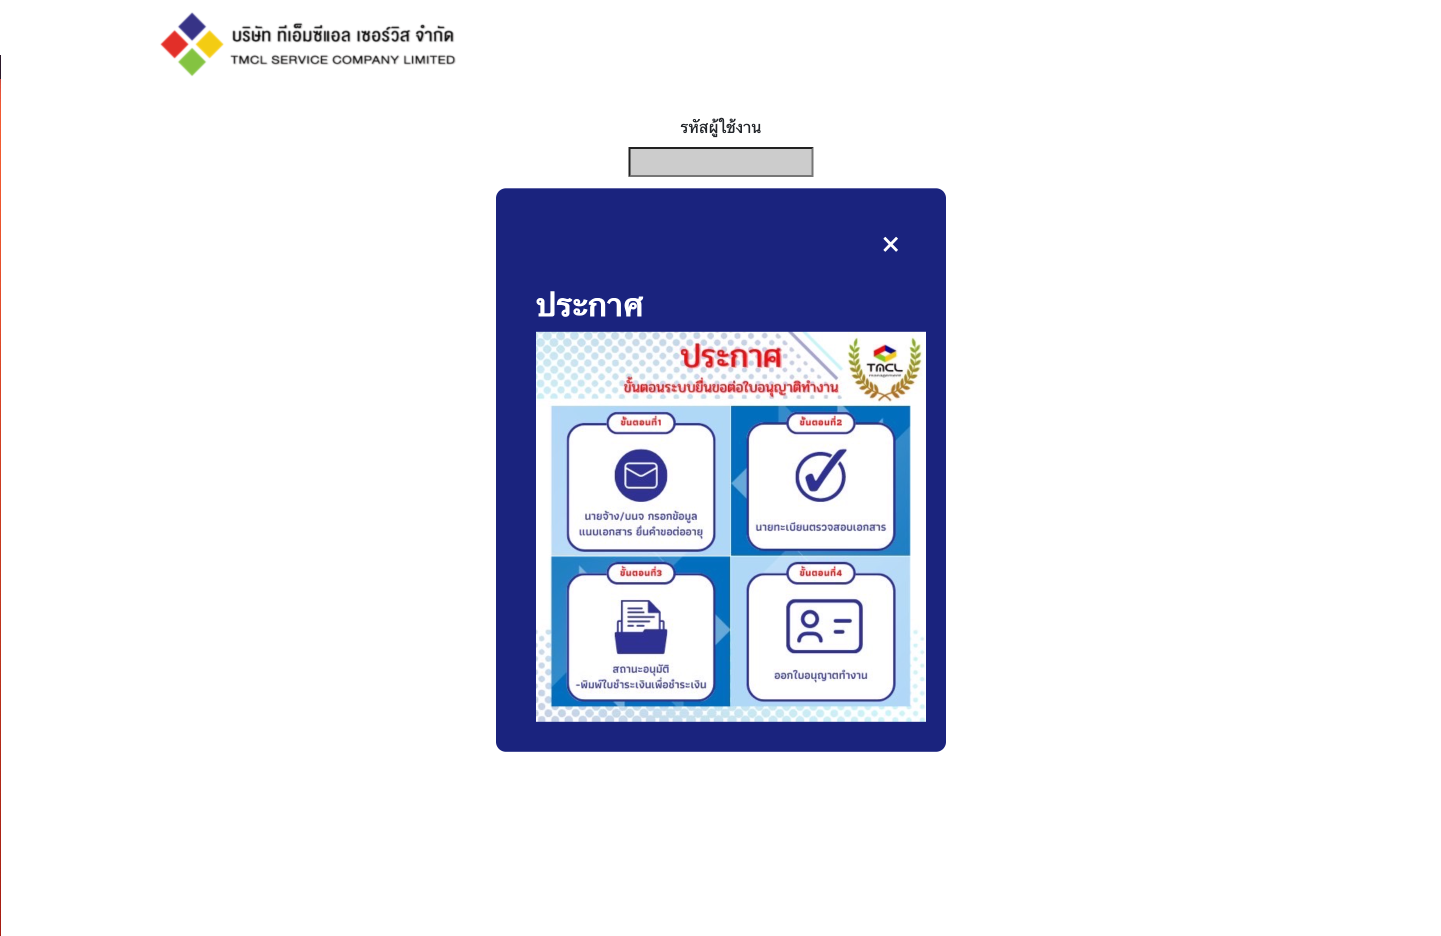 บริษัท ทีเอ็มซีแอล เซอร์วิส จำกัด
TMCL SERVICE COMPANY LIMITED
รหัสผู้ใช้งาน
×
ประกาศ
ประกาศ
ขั้นตอนระบบยื่นขอต่อใบอนุญาติทำงาน
TMCL
ขั้นตอนที่1
นายจ้าง/บนจ กรอกข้อมูล
แนบเอกสาร ยื่นคำขอต่ออายุ
ขั้นตอนที่2
นายทะเบียนตรวจสอบเอกสาร
ขั้นตอนที่3
สถานะอนุมัติ
-พิมพ์ใบชำระเงินเพื่อชำระเงิน
ขั้นตอนที่4
ออกใบอนุญาตทำงาน